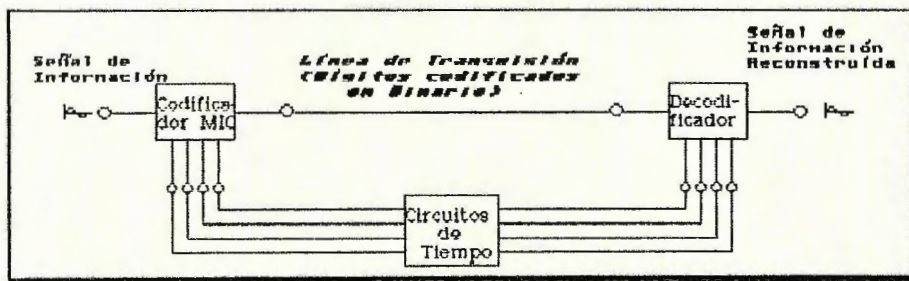 Señal de
Información
Línea de Transmisión
(Dígitos codificados
en Binario)
Señal de
Información
Reconstruída
Codifica-
dor MIC
Decodi-
ficador
Circuitos
de
Tiempo